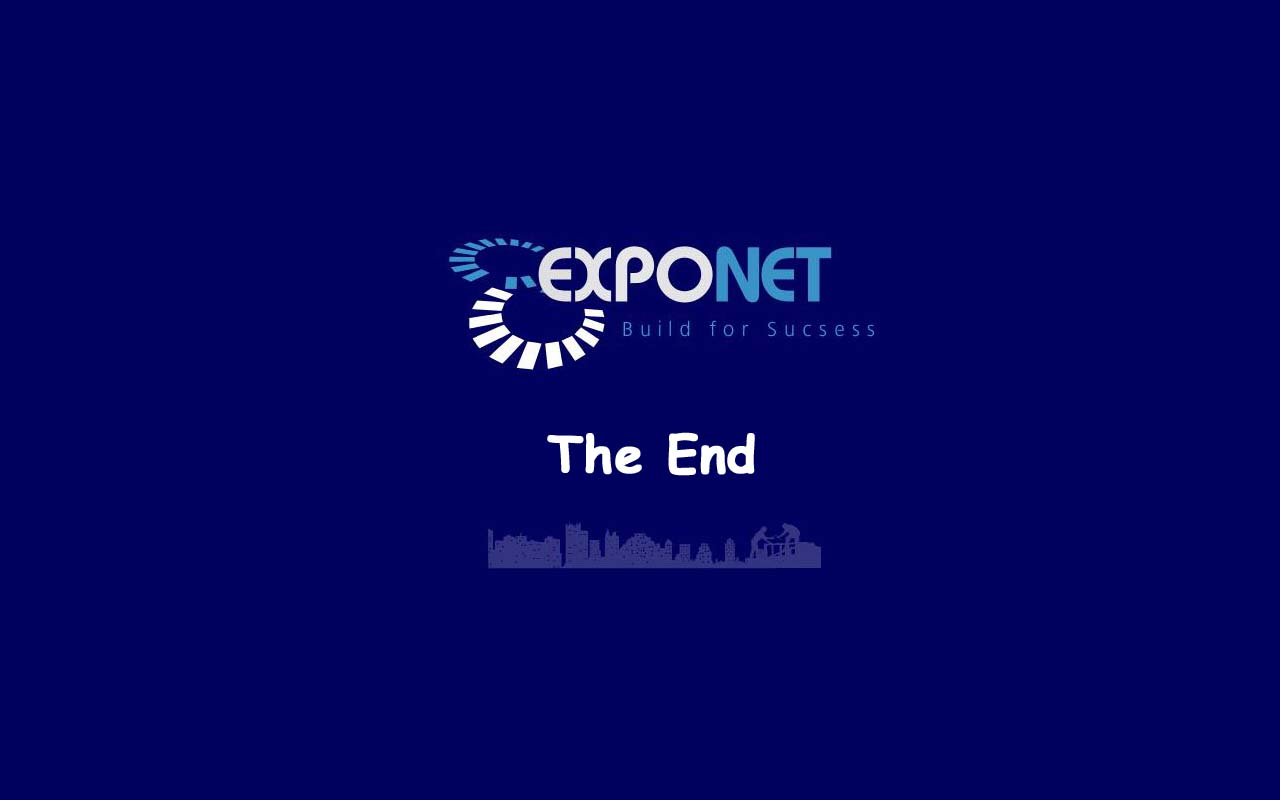 EXPONET
Build for Sucsess
The End